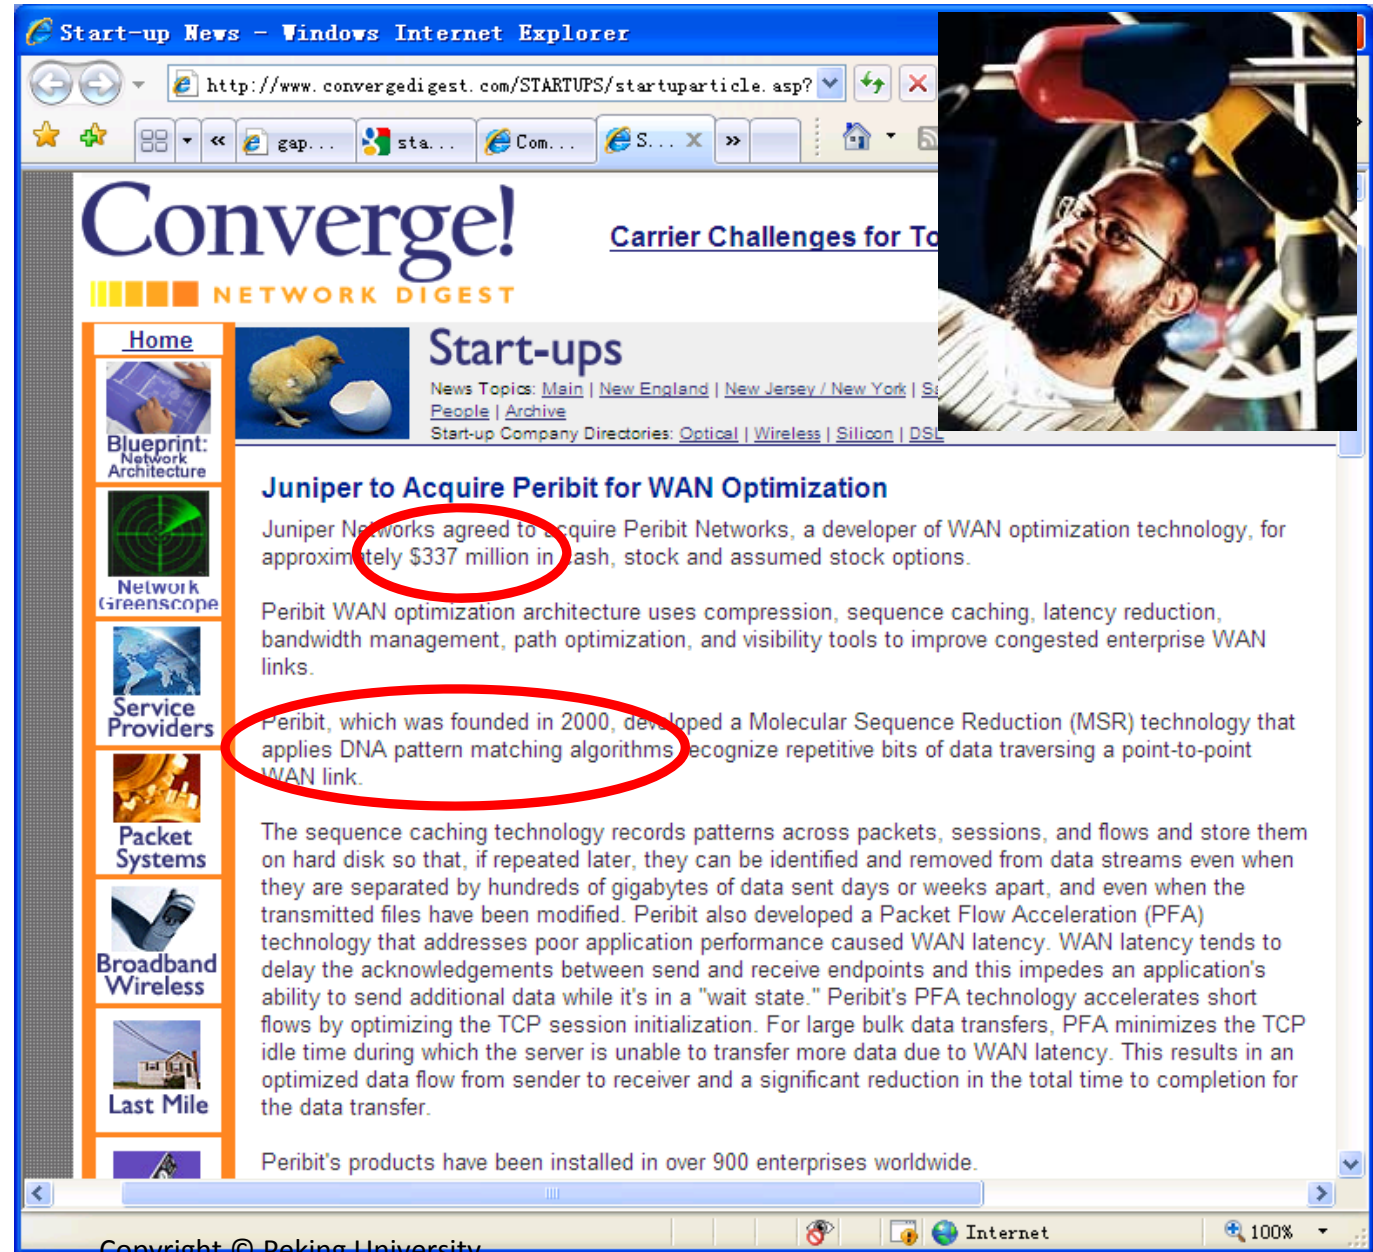 Start-up News - Windows Internet Explorer
http://www.convergedigest.com/STARTUPS/startuparticle.asp?
gap... sta... Com... S... X »
Converge!
NETWORK DIGEST
Carrier Challenges for To
Home
Start-ups
News Topics: Main | New England | New Jersey / New York |
People | Archive
Start-up Company Directories: Optical | Wireless | Silicon | DSL
Blueprint:
Network
Architecture
Network
Greenscope
Service
Providers
Packet
Systems
Broadband
Wireless
Last Mile
Juniper to Acquire Peribit for WAN Optimization
Juniper Networks agreed to acquire Peribit Networks, a developer of WAN optimization technology, for
approximately $337 million in cash, stock and assumed stock options.
Peribit WAN optimization architecture uses compression, sequence caching, latency reduction,
bandwidth management, path optimization, and visibility tools to improve congested enterprise WAN
links.
Peribit, which was founded in 2000, developed a Molecular Sequence Reduction (MSR) technology that
applies DNA pattern matching algorithms recognize repetitive bits of data traversing a point-to-point
WAN link.
The sequence caching technology records patterns across packets, sessions, and flows and store them
on hard disk so that, if repeated later, they can be identified and removed from data streams even when
they are separated by hundreds of gigabytes of data sent days or weeks apart, and even when the
transmitted files have been modified. Peribit also developed a Packet Flow Acceleration (PFA)
technology that addresses poor application performance caused WAN latency. WAN latency tends to
delay the acknowledgements between send and receive endpoints and this impedes an application's
ability to send additional data while it's in a "wait state." Peribit's PFA technology accelerates short
flows by optimizing the TCP session initialization. For large bulk data transfers, PFA minimizes the TCP
idle time during which the server is unable to transfer more data due to WAN latency. This results in an
optimized data flow from sender to receiver and a significant reduction in the total time to completion for
the data transfer.
Peribit's products have been installed in over 900 enterprises worldwide.
Internet
100%
Copyright © Peking University